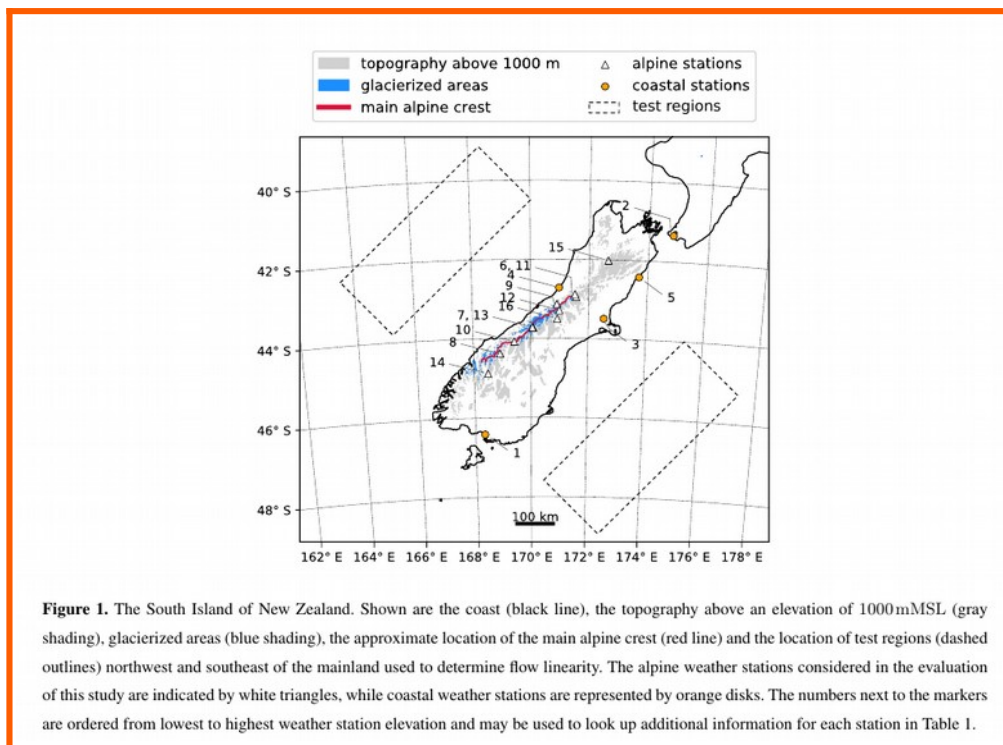 topography above 1000 m
glacierized areas
main alpine crest
alpine stations
coastal stations
test regions
40° S
42° S
44° S
46° S
48° S
2
15
6, 11
4
9
12
16
7, 13
10
8
14
5
3
1
100 km
162° E 164° E 166° E 168° E 170° E 172° E 174° E 176° E 178° E
Figure 1. The South Island of New Zealand. Shown are the coast (black line), the topography above an elevation of 1000mMSL (gray
shading), glacierized areas (blue shading), the approximate location of the main alpine crest (red line) and the location of test regions (dashed
outlines) northwest and southeast of the mainland used to determine flow linearity. The alpine weather stations considered in the evaluation
of this study are indicated by white triangles, while coastal weather stations are represented by orange disks. The numbers next to the markers
are ordered from lowest to highest weather station elevation and may be used to look up additional information for each station in Table 1.